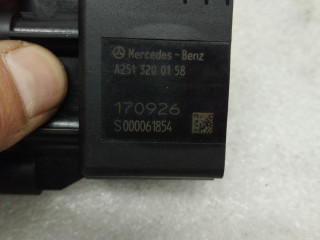 Mercedes-Benz
A251 320 01 58
170926
S000061854